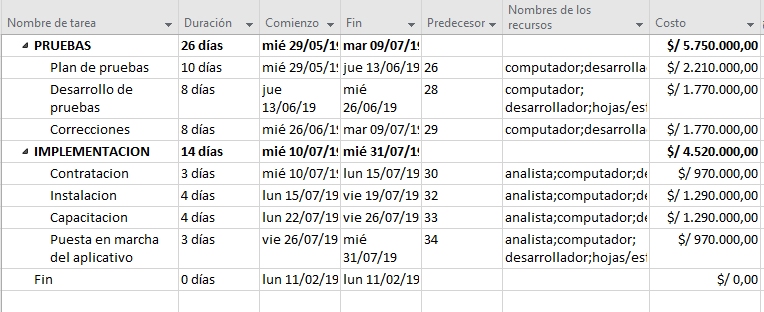 Nombre de tarea Duración Comienzo Fin Predecesor Nombres de los recursos Costo
PRUEBAS 26 días mié 29/05/19 mar 09/07/19 S/ 5.750.000,00
Plan de pruebas 10 días mié 29/05/19 jue 13/06/19 26 computador;desarrolla S/ 2.210.000,00
Desarrollo de pruebas 8 días jue 13/06/19 mié 26/06/19 28 computador; desarrollador;hojas/esf S/ 1.770.000,00
Correcciones 8 días mié 26/06/19 mar 09/07/19 29 computador;desarrolla S/ 1.770.000,00
IMPLEMENTACION 14 días mié 10/07/19 mié 31/07/19 S/ 4.520.000,00
Contratacion 3 días mié 10/07/19 lun 15/07/19 30 analista;computador;de S/ 970.000,00
Instalacion 4 días lun 15/07/19 vie 19/07/19 32 analista;computador;de S/ 1.290.000,00
Capacitacion 4 días lun 22/07/19 vie 26/07/19 33 analista;computador;de S/ 1.290.000,00
Puesta en marcha del aplicativo 3 días vie 26/07/19 mié 31/07/19 34 analista;computador; desarrollador;hojas/esf S/ 970.000,00
Fin 0 días lun 11/02/19 lun 11/02/19 S/ 0,00